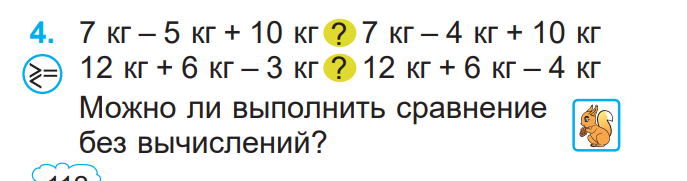 4. 7 кг – 5 кг + 10 кг ? 7 кг – 4 кг + 10 кг
⋛= 12 кг + 6 кг – 3 кг ? 12 кг + 6 кг – 4 кг
Можно ли выполнить сравнение
без вычислений?